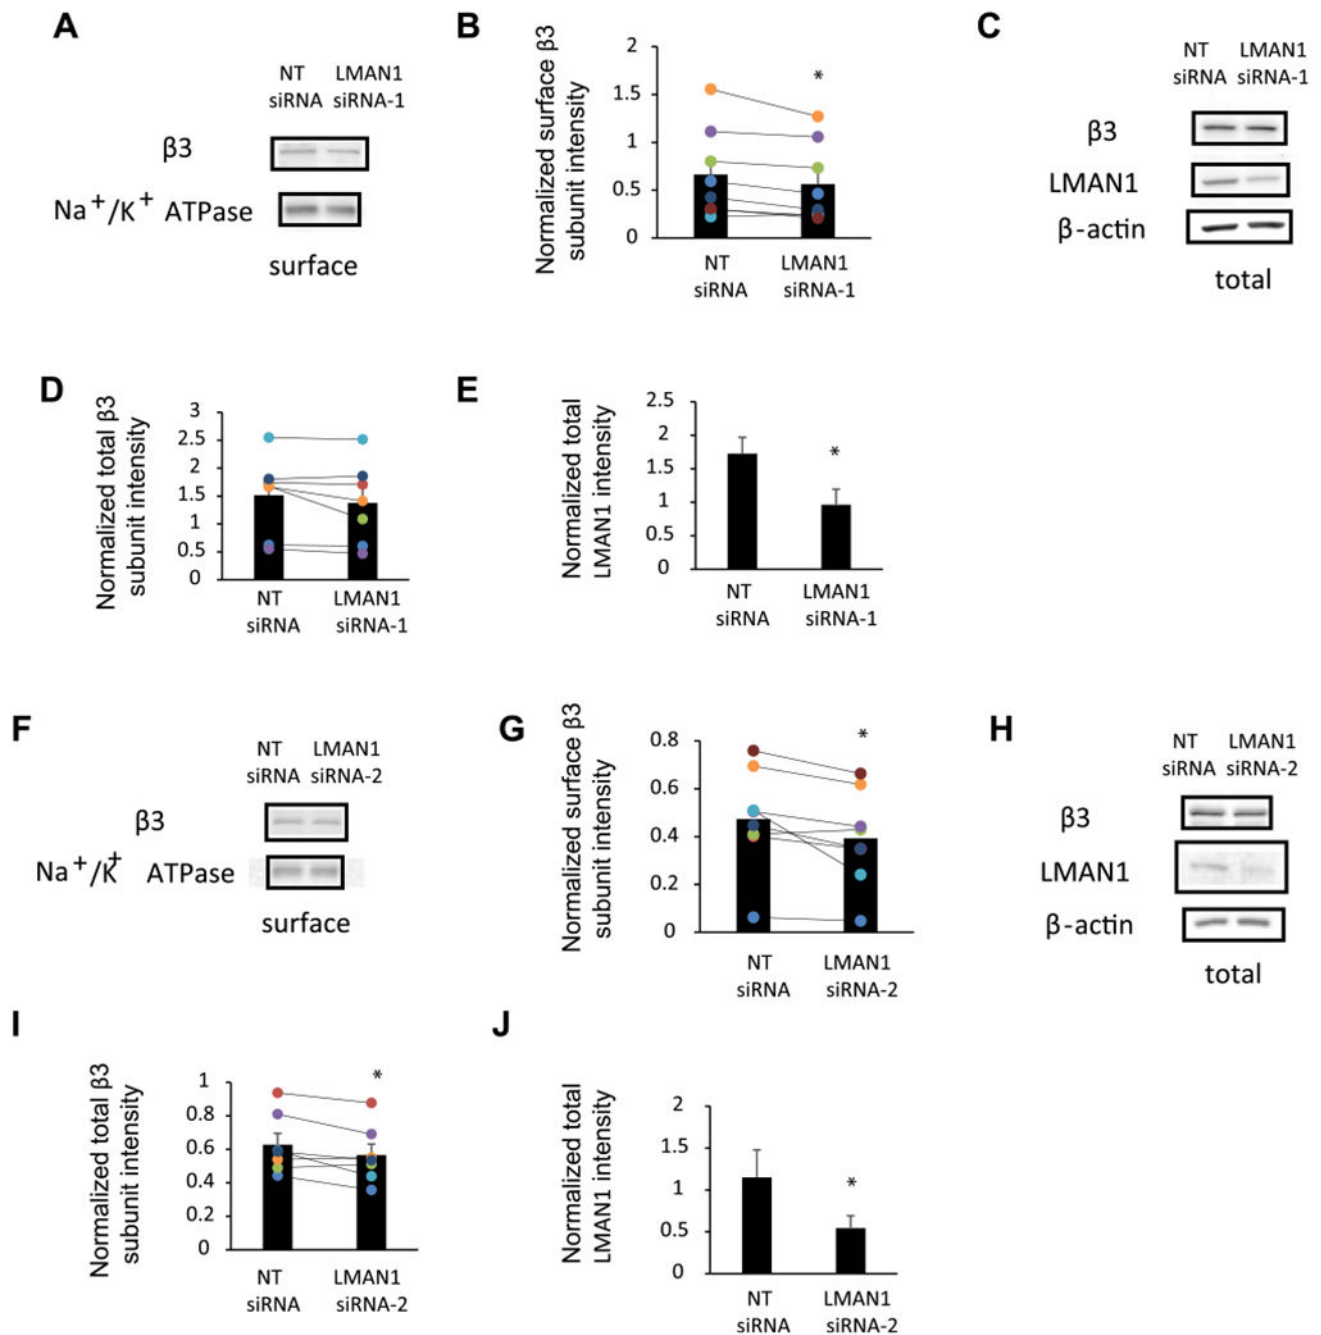 A
NT LMAN1
siRNA siRNA-1
β3
Na+/K+ ATPase
surface
B
Normalized surface β3
subunit intensity
2
1.5
1
0.5
0
*
NT LMAN1
siRNA siRNA-1
C
NT LMAN1
siRNA siRNA-1
β3
LMAN1
β-actin
total
D
Normalized total β3
subunit intensity
3
2.5
2
1.5
1
0.5
0
NT LMAN1
siRNA siRNA-1
E
Normalized total
LMAN1 intensity
2.5
2
1.5
1
0.5
0
*
NT LMAN1
siRNA siRNA-1
F
NT LMAN1
siRNA siRNA-2
β3
Na+/K+ ATPase
surface
G
Normalized surface β3
subunit intensity
0.8
0.6
0.4
0.2
0
*
NT LMAN1
siRNA siRNA-2
H
NT LMAN1
siRNA siRNA-2
β3
LMAN1
β-actin
total
I
Normalized total β3
subunit intensity
1
0.8
0.6
0.4
0.2
0
*
NT LMAN1
siRNA siRNA-2
J
Normalized total
LMAN1 intensity
2
1.5
1
0.5
0
*
NT LMAN1
siRNA siRNA-2